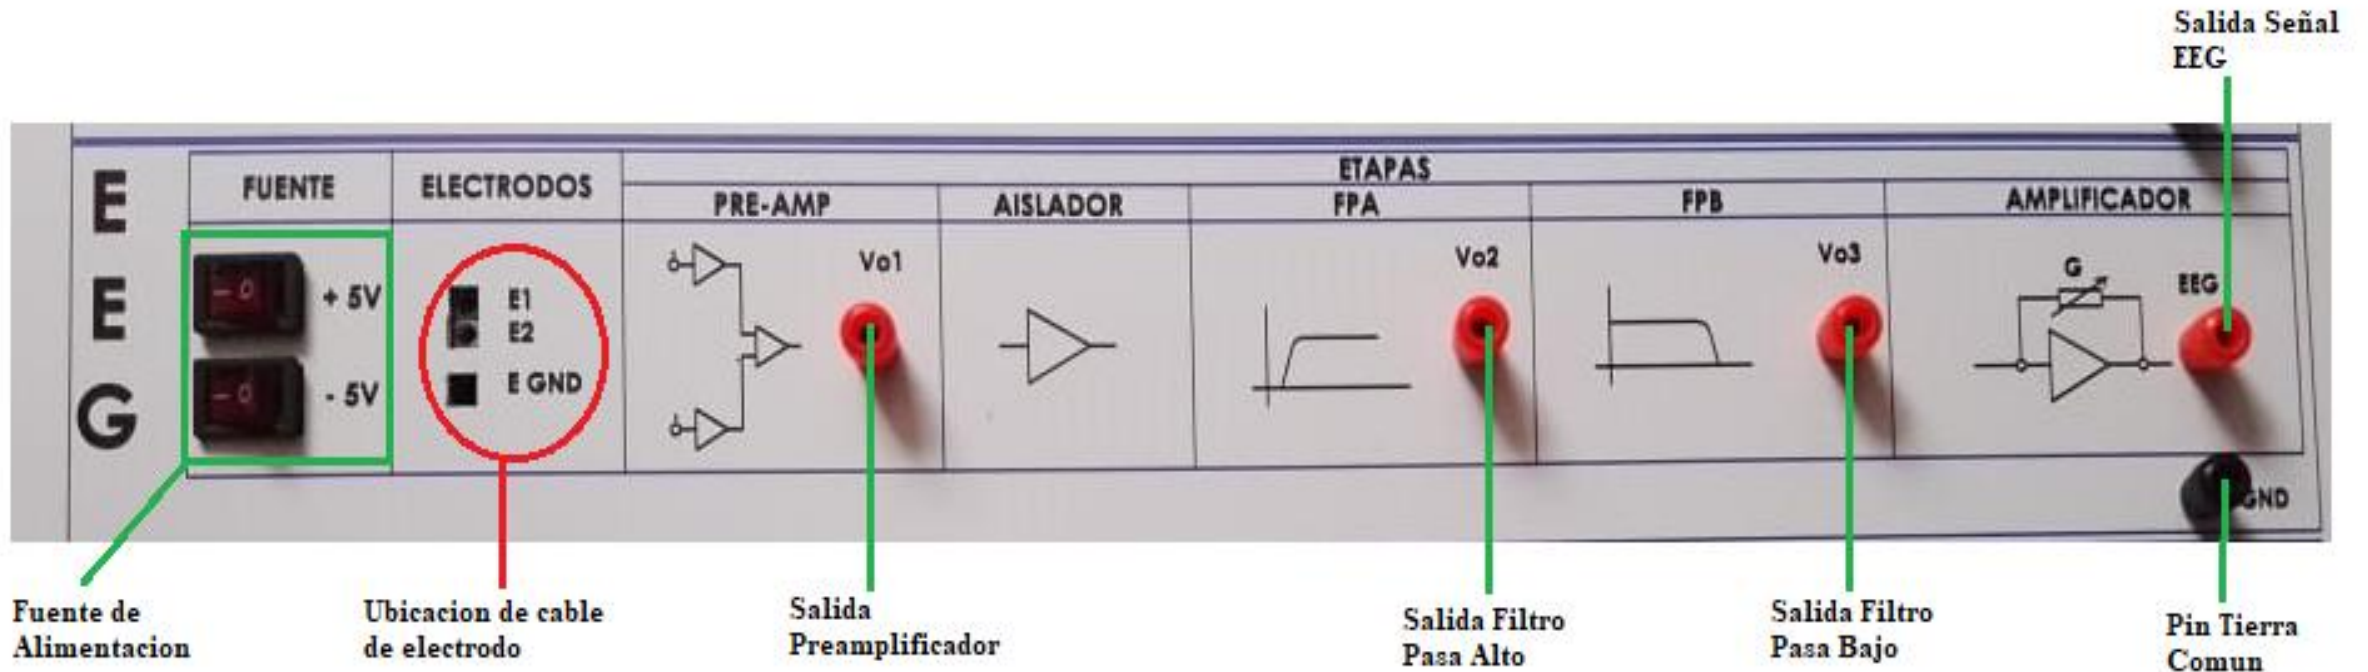 Salida Señal
EEG
E
E
G
FUENTE
ELECTRODOS
ETAPAS
PRE-AMP
AISLADOR
FPA
FPB
AMPLIFICADOR
+ 5V
- 5V
E1
E2
E GND
Vo1
Vo2
Vo3
G
EEG
GND
Fuente de
Alimentacion
Ubicacion de cable
de electrodo
Salida
Preamplificador
Salida Filtro
Pasa Alto
Salida Filtro
Pasa Bajo
Pin Tierra
Comun